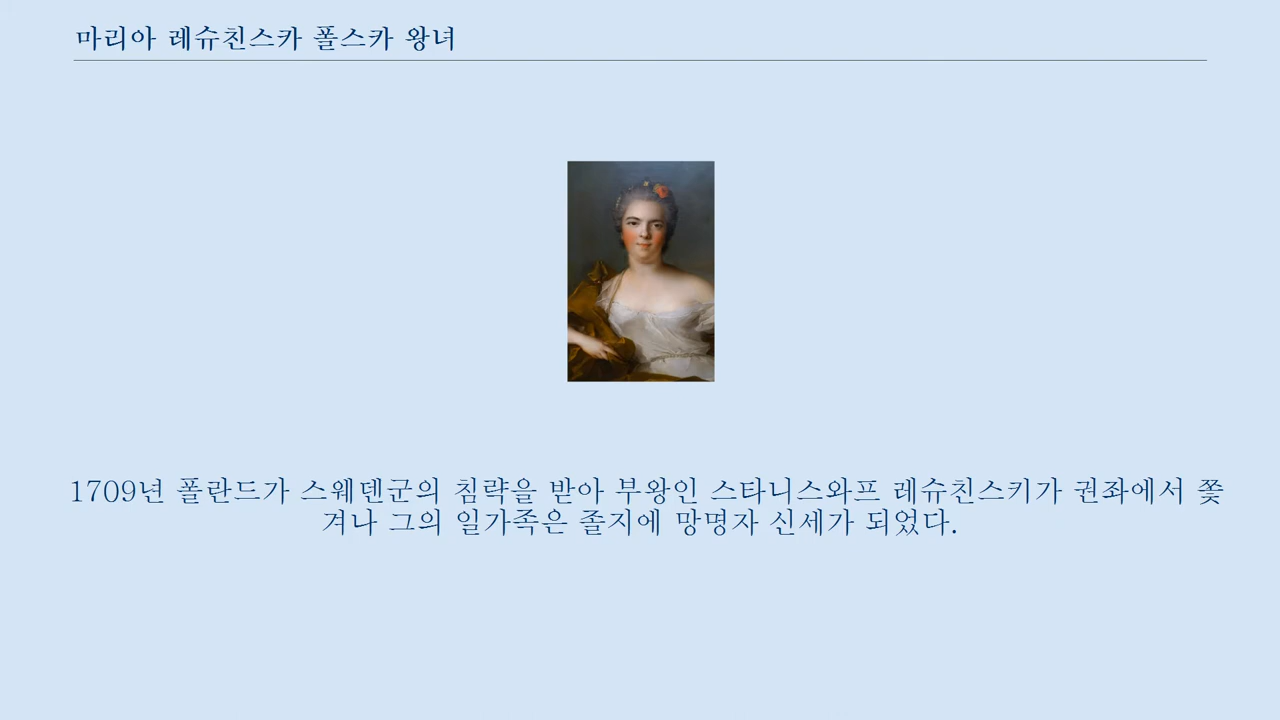 마리아 레슈친스카 폴스카 왕녀
1709년 폴란드가 스웨덴군의 침략을 받아 부왕인 스타니스와프 레슈친스키가 권좌에서 쫓
겨나 그의 일가족은 졸지에 망명자 신세가 되었다.